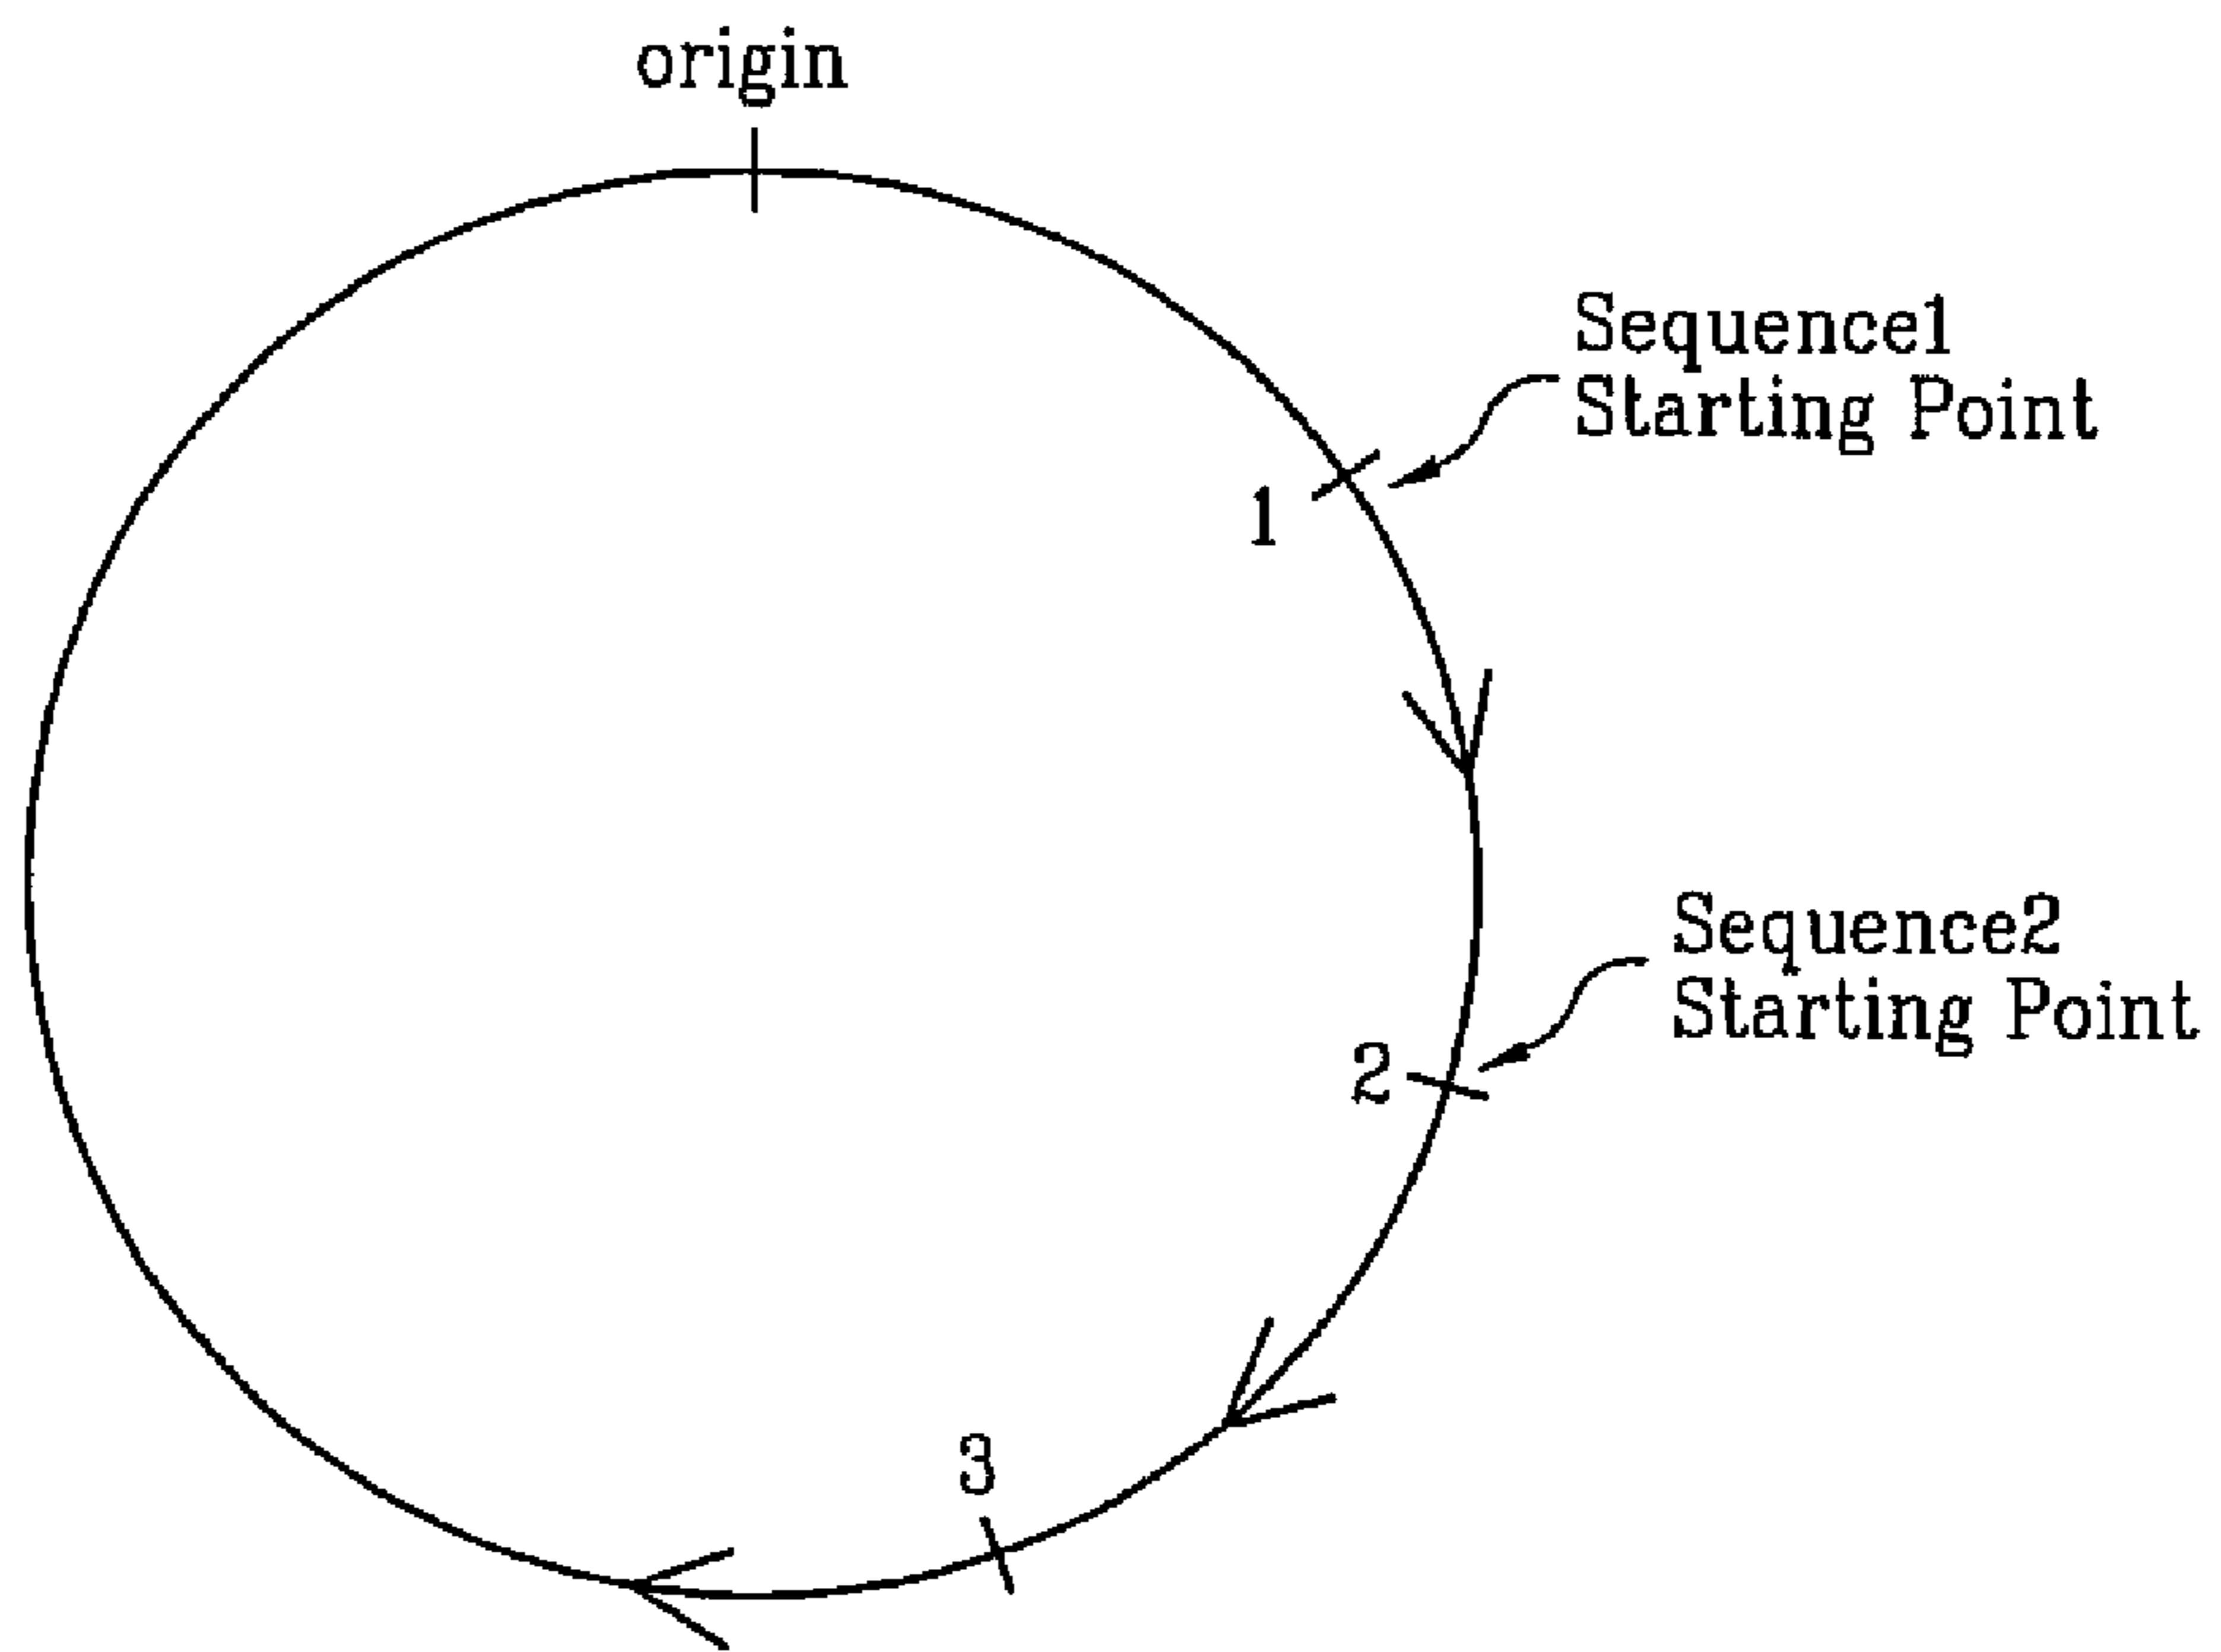 origin
Sequence1
Starting Point
1
Sequence2
Starting Point
2
3